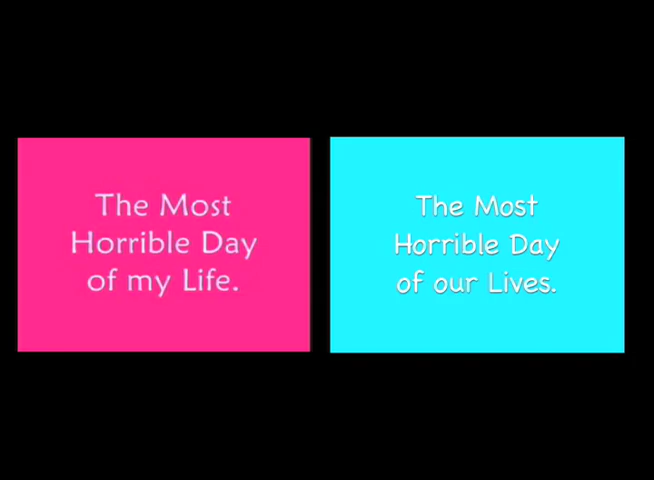 The Most
Horrible Day
of my Life.
The Most
Horrible Day
of our Lives.